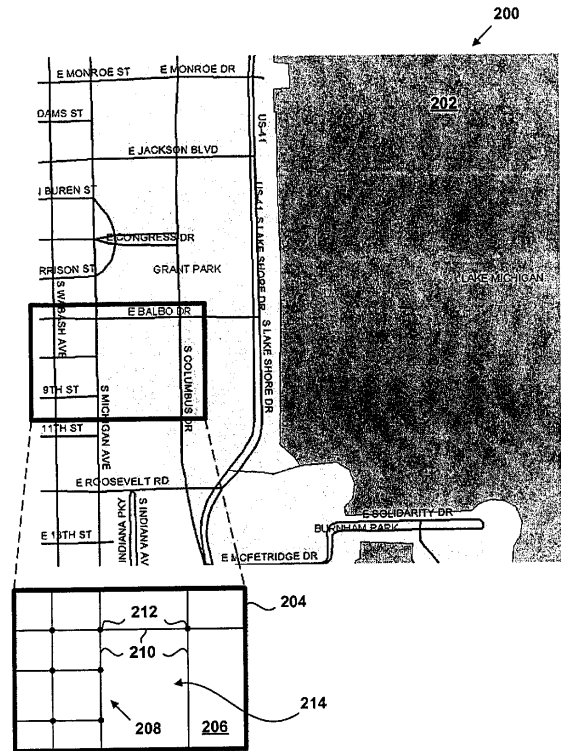 200
E MONROE ST
E MONROE DR
202
DAMS ST
US-41
E JACKSON BLVD
N BUREN ST
US-41 S LAKE SHORE DR
E CONGRESS DR
RRISON ST
GRANT PARK
LAKE MICHIGAN
S WABASH AVE
E BALBO DR
S LAKE SHORE DR
S COLUMBUS DR
9TH ST
S MICHIGAN AVE
11TH ST
E ROOSEVELT RD
INDIANA PKY
S INDIANA AV
E SOLIDARITY DR
BURNHAM PARK
E 13TH ST
E MCFETRIDGE DR
204
212
210
208
206
214